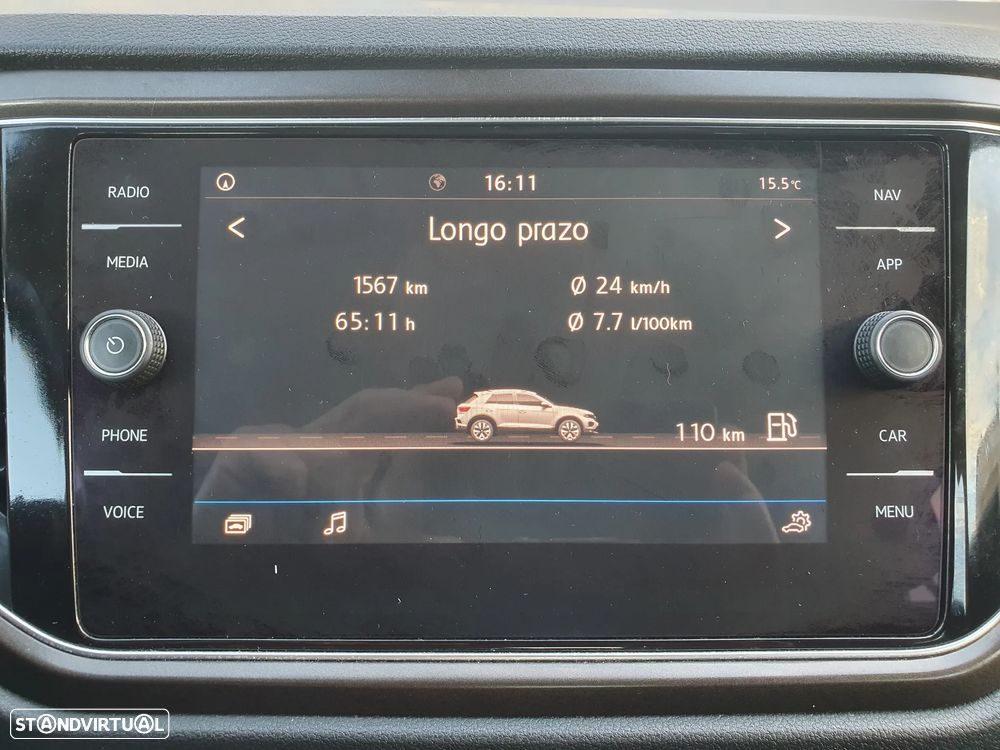 RADIO
MEDIA
PHONE
VOICE
16:11
15.5°C
< Longo prazo >
1567 km
Ø 24 km/h
65:11 h
Ø 7.7 l/100km
110 km
NAV
APP
CAR
MENU
STANDVIRTUAL